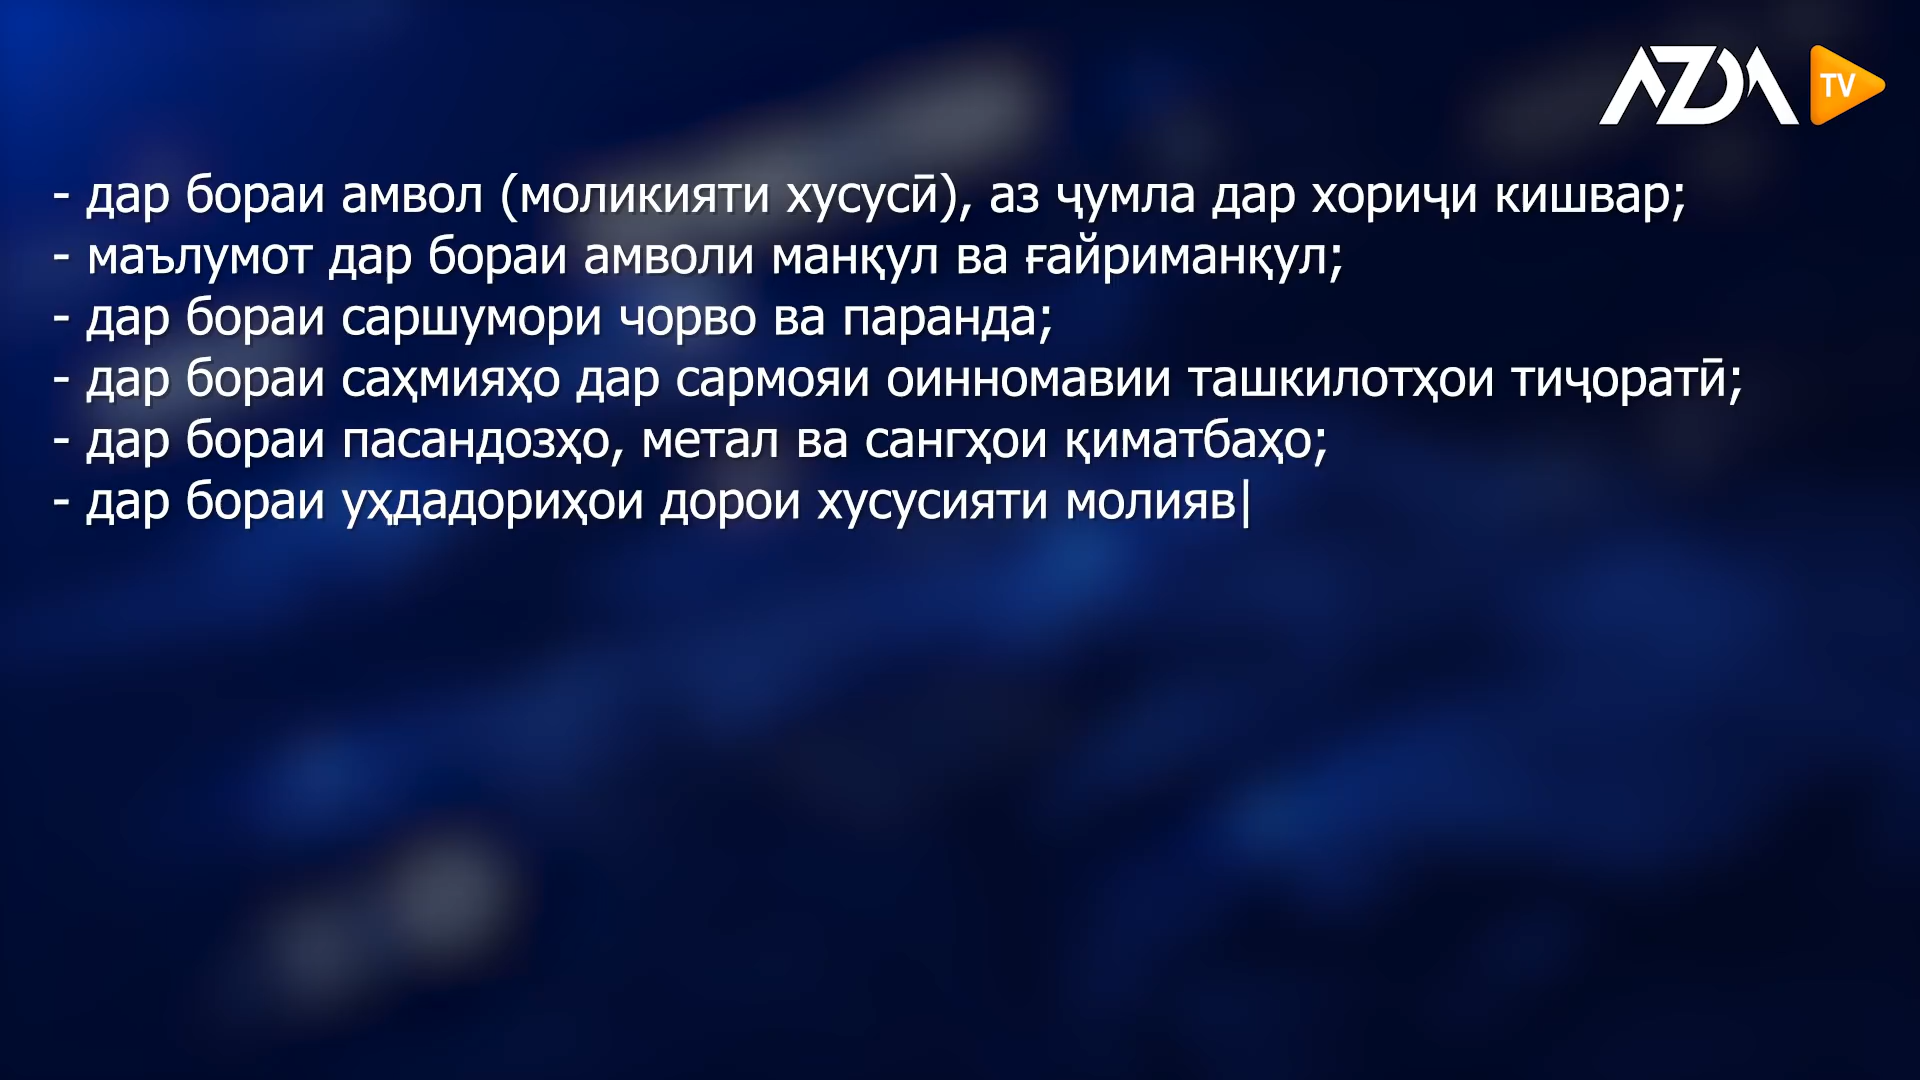 AZDA TV
- дар бораи амвол (моликияти хусусӣ), аз ҷумла дар хориҷи кишвар;
- маълумот дар бораи амволи манқул ва ғайриманқул;
- дар бораи саршумори чорво ва паранда;
- дар бораи саҳмияҳо дар сармояи оинномавии ташкилотҳои тиҷоратӣ;
- дар бораи пасандозҳо, метал ва сангҳои қиматбаҳо;
- дар бораи уҳдадориҳои дорои хусусияти молияв|